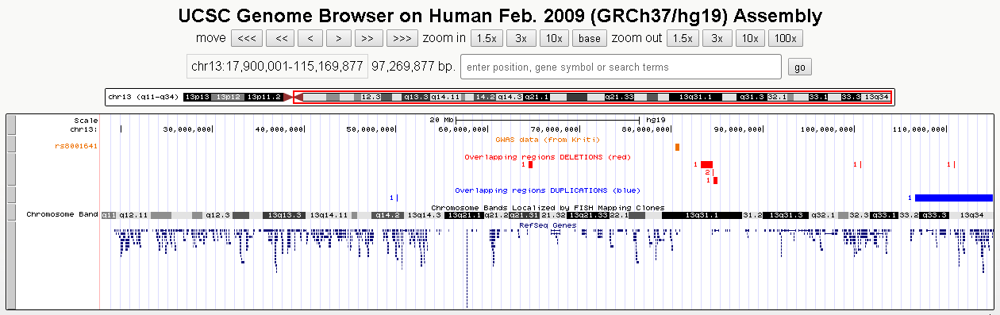 UCSC Genome Browser on Human Feb. 2009 (GRCh37/hg19) Assembly
move <<< << < > >> >>> zoom in 1.5x 3x 10x base zoom out 1.5x 3x 10x 100x
chr13:17,900,001-115,169,877 97,269,877 bp. enter position, gene symbol or search terms go
chr13 (q11-q34) 13p13 13p12 13p11.2 12.3 q13.3 q14.11 14.2 q14.3 q21.1 q21.33 13q31.1 q31.3 32.1 33.1 33.3 13q34
Scale 20 Mb hg19
chr13: 30,000,000 40,000,000 50,000,000 60,000,000 70,000,000 80,000,000 90,000,000 100,000,000 110,000,000
GWAS data (from Kriti)
rs8001641
Overlapping regions DELETIONS (red)
1 1 1 1
2
1
Overlapping regions DUPLICATIONS (blue)
1 1
Chromosome Bands Localized by FISH Mapping Clones
Chromosome Band q11 q12.11 q12.3 13q13.3 13q14.11 q14.2 13q14.3 13q21.1 q21.2 q21.31 21.32 13q21.33 22.1 13q31.1 31.2 13q31.3 q32.1 32.3 q33.1 33.2 q33.3 13q34
RefSeq Genes